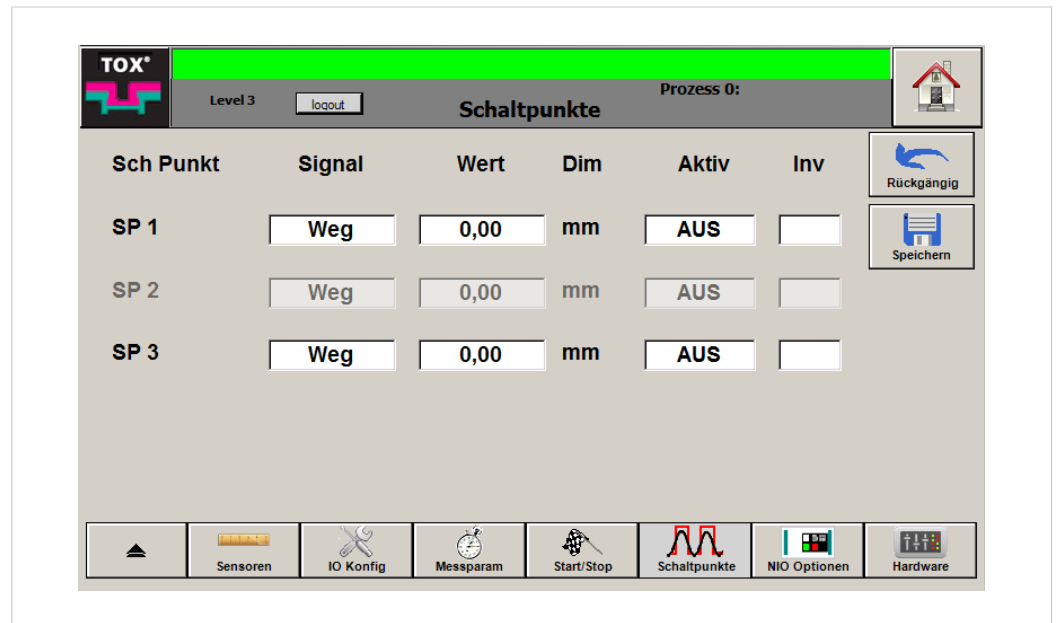 TOX®
Level 3 logout Schaltpunkte Prozess 0:
Sch Punkt Signal Wert Dim Aktiv Inv
Rückgängig
SP 1 Weg 0,00 mm AUS
Speichern
SP 2 Weg 0,00 mm AUS
SP 3 Weg 0,00 mm AUS
Sensoren IO Konfig Messparam Start/Stop Schaltpunkte NIO Optionen Hardware